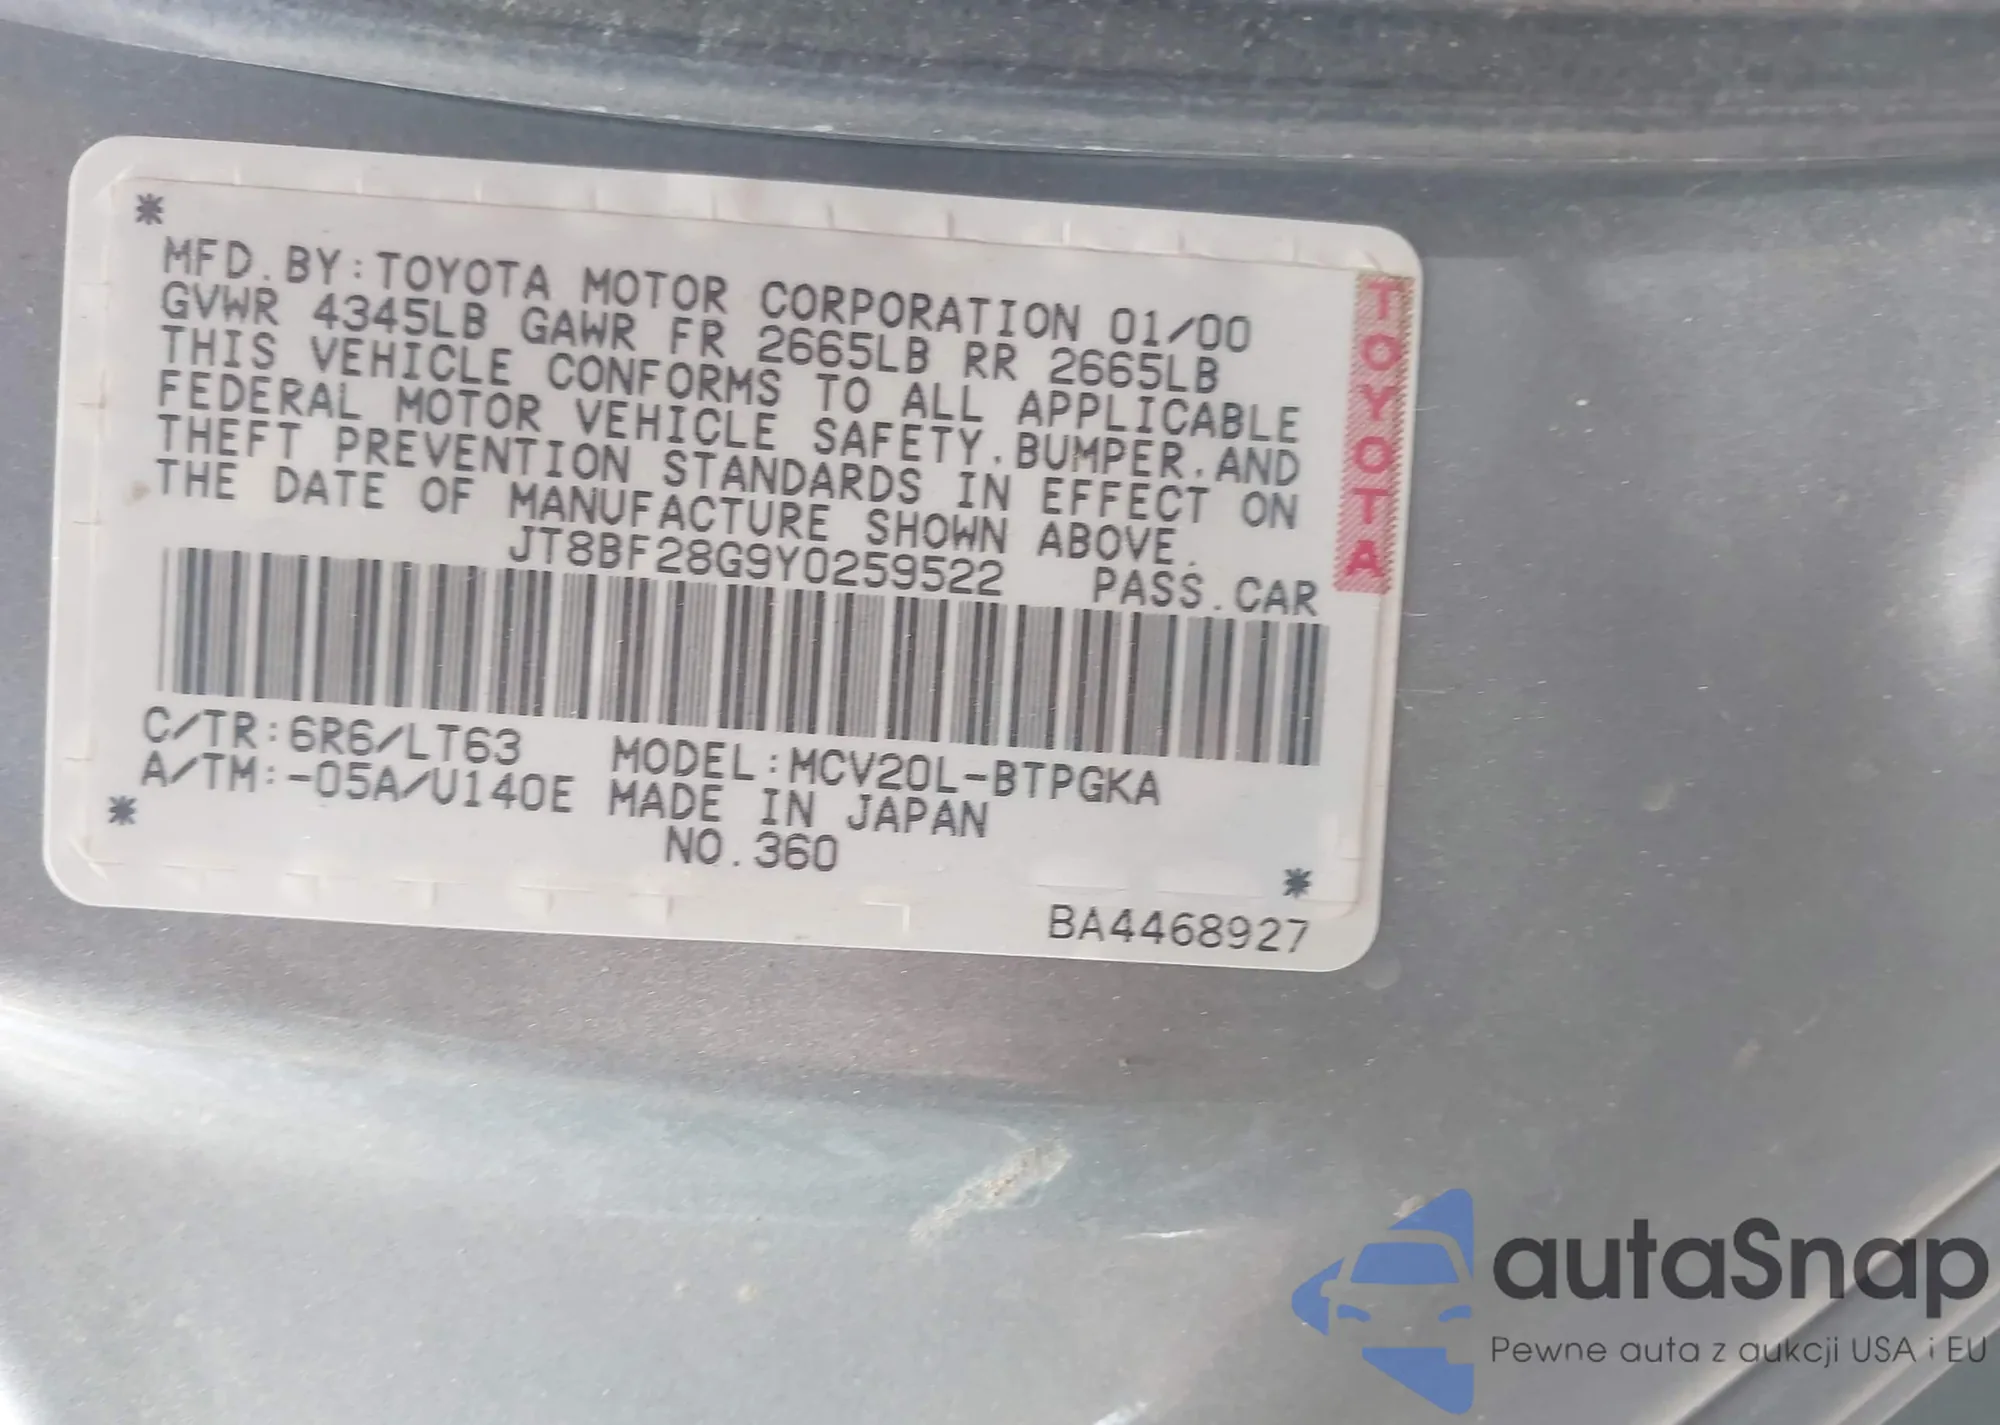 MFD.BY:TOYOTA MOTOR CORPORATION 01/00
GVWR 4345LB GAWR FR 2665LB RR 2665LB
THIS VEHICLE CONFORMS TO ALL APPLICABLE
FEDERAL MOTOR VEHICLE SAFETY,BUMPER,AND
THEFT PREVENTION STANDARDS IN EFFECT ON
THE DATE OF MANUFACTURE SHOWN ABOVE.
JT8BF28G9Y0259522 PASS.CAR
C/TR:6R6/LT63 MODEL:MCV20L-BTPGKA
A/TM:-05A/U140E MADE IN JAPAN
NO.360
BA4468927
TOYOTA
autaSnap
Pewne auta z aukcji USA i EU